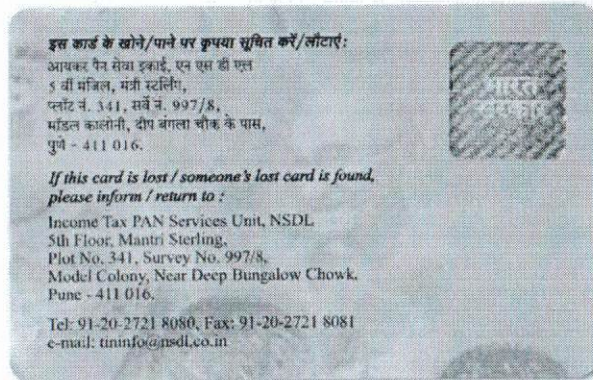 इस कार्ड के खोने/पाने पर कृपया सूचित करें/लौटाएं:
आयकर पैन सेवा इकाई, एन एस डी एल
5 वीं मंजिल, मंत्री स्टर्लिंग,
प्लॉट नं. 341, सर्वे नं. 997/8,
मॉडल कालोनी, दीप बंगला चौक के पास,
पुणे - 411 016.
भारत
सरकार
If this card is lost / someone's lost card is found,
please inform / return to :
Income Tax PAN Services Unit, NSDL
5th Floor, Mantri Sterling,
Plot No. 341, Survey No. 997/8,
Model Colony, Near Deep Bungalow Chowk,
Pune - 411 016.
Tel: 91-20-2721 8080, Fax: 91-20-2721 8081
e-mail: tininfo@nsdl.co.in